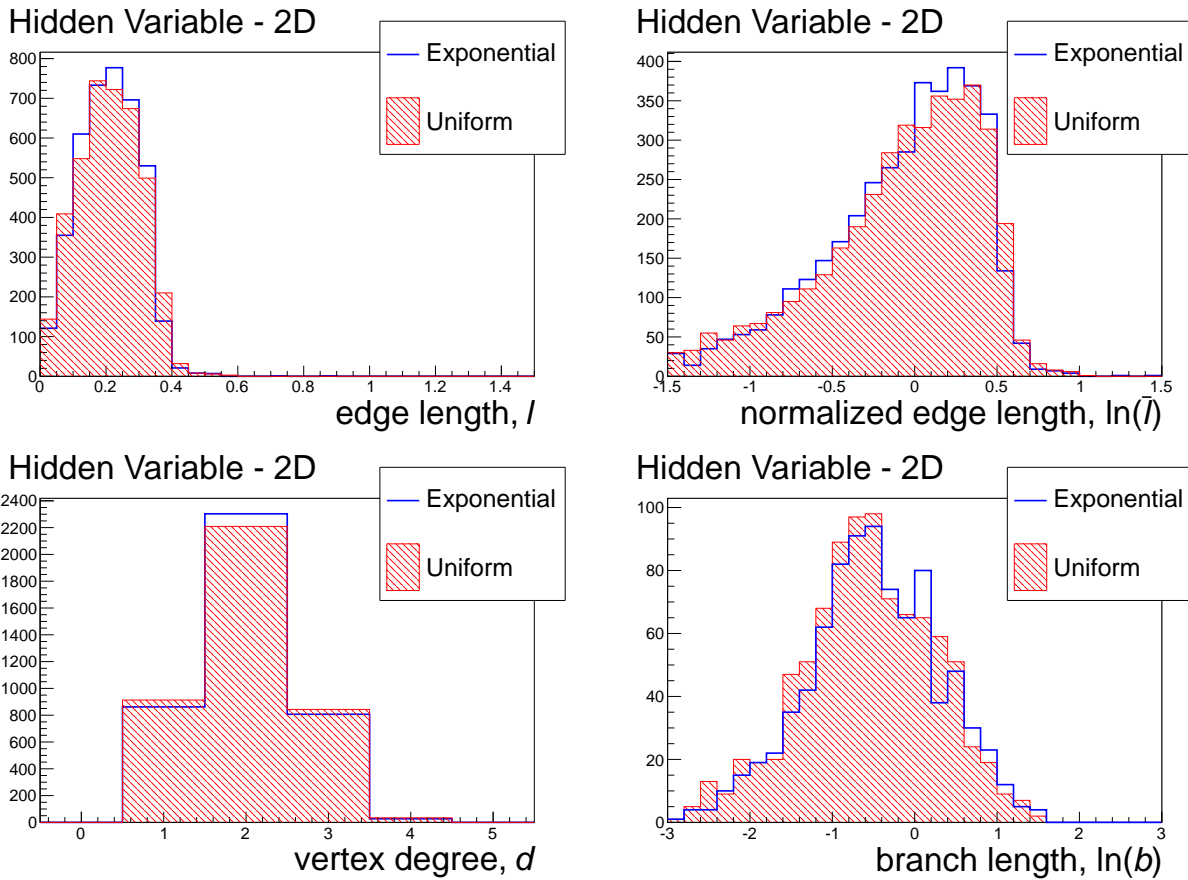 Hidden Variable - 2D
Exponential
Uniform
800
700
600
500
400
300
200
100
0
0 0.2 0.4 0.6 0.8 1 1.2 1.4
edge length, l
Hidden Variable - 2D
Exponential
Uniform
400
350
300
250
200
150
100
50
0
-1.5 -1 -0.5 0 0.5 1 1.5
normalized edge length, ln(l̄)
Hidden Variable - 2D
Exponential
Uniform
2400
2200
2000
1800
1600
1400
1200
1000
800
600
400
200
0
0 1 2 3 4 5
vertex degree, d
Hidden Variable - 2D
Exponential
Uniform
100
80
60
40
20
0
-3 -2 -1 0 1 2 3
branch length, ln(b)